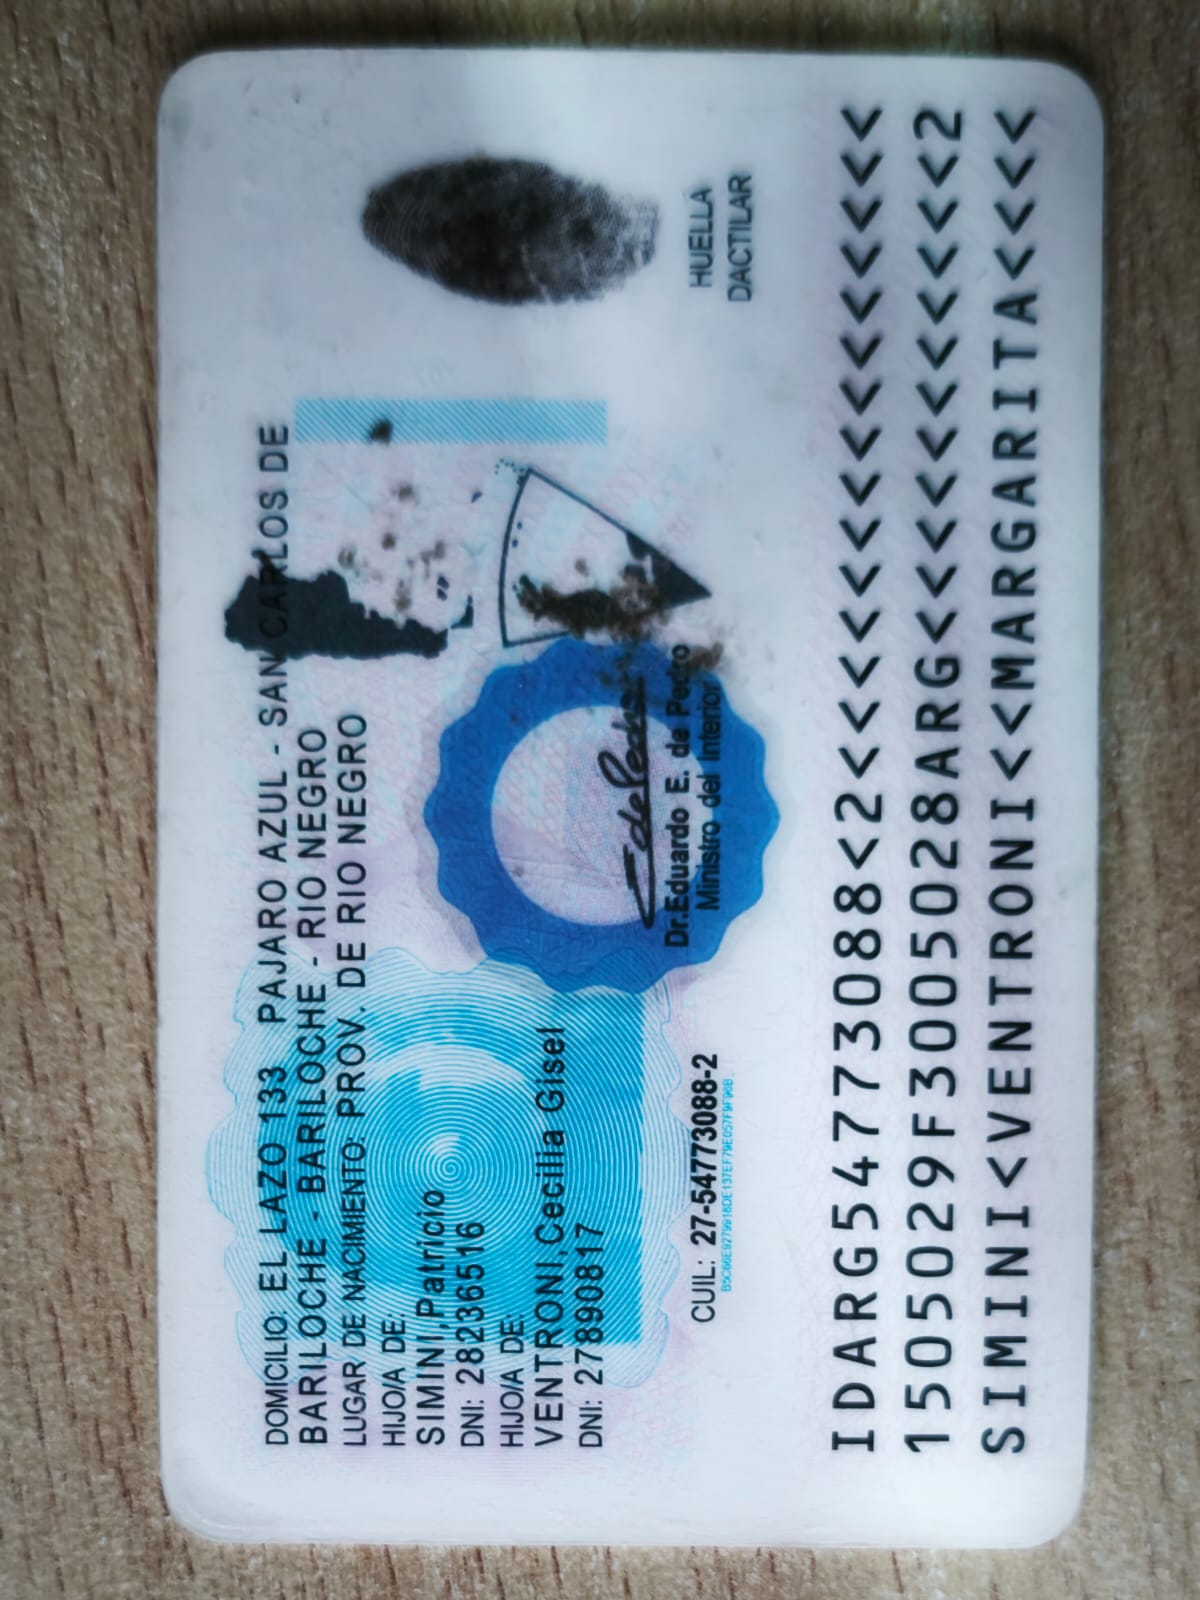 DOMICILIO: EL LAZO 133 PAJARO AZUL - SAN CARLOS DE
BARILOCHE - BARILOCHE - RIO NEGRO
LUGAR DE NACIMIENTO: PROV. DE RIO NEGRO
HIJO/A DE:
SIMINI,Patricio
DNI: 28236516
HIJO/A DE:
VENTRONI,Cecilia Gisel
DNI: 27890817
Dr.Eduardo E. de Pedro
Ministro del Interior
HUELLA
DACTILAR
CUIL: 27-54773088-2
IDARG54773088<2<<<<<<<<<<<<<<<
1505029F3005028ARG<<<<<<<<<<<2
SIMINI<VENTRONI<<MARGARITA<<<<